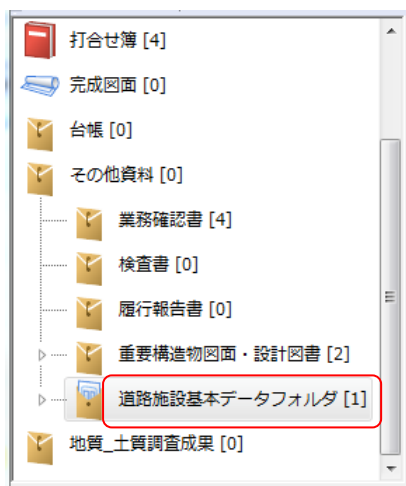 打合せ簿 [4]
完成図面 [0]
台帳 [0]
その他資料 [0]
業務確認書 [4]
検査書 [0]
履行報告書 [0]
重要構造物図面・設計図書 [2]
道路施設基本データフォルダ [1]
地質_土質調査成果 [0]